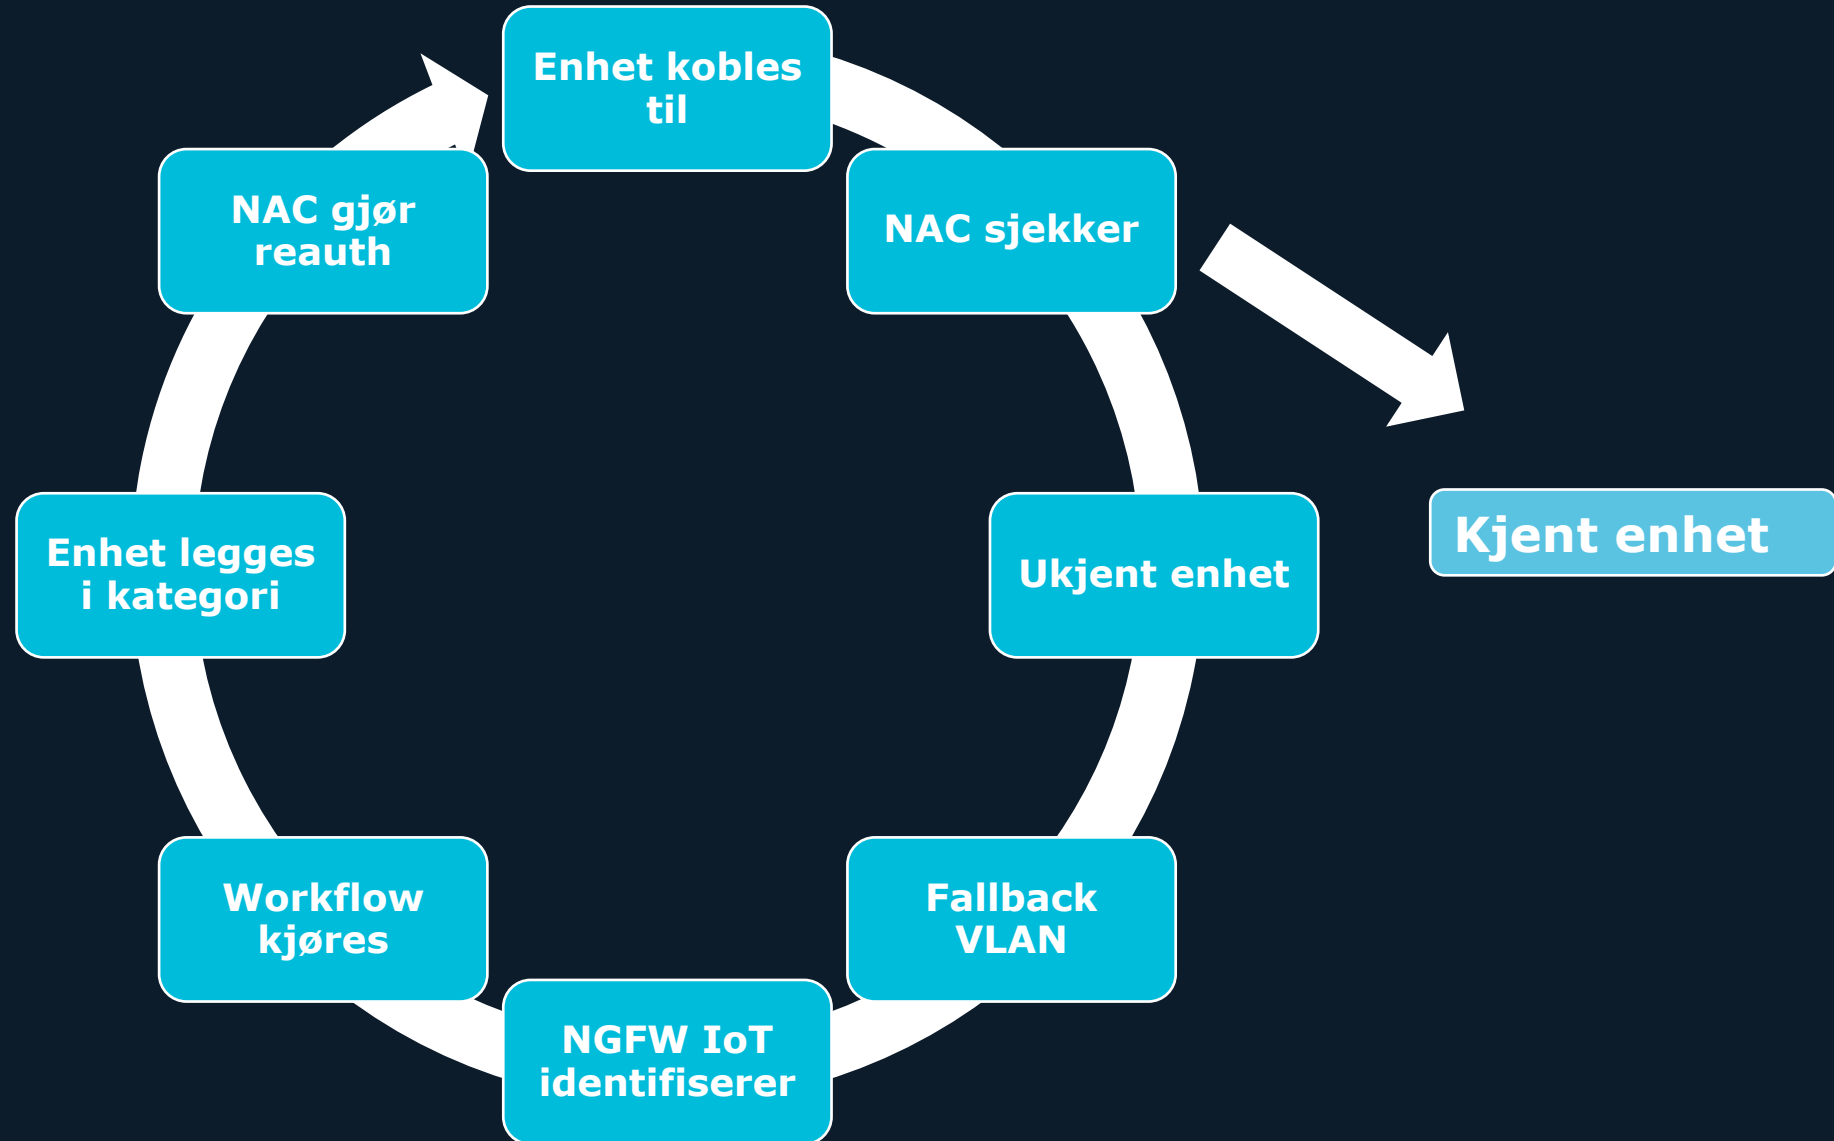 Enhet kobles
til
NAC sjekker
Ukjent enhet
Fallback
VLAN
NGFW IoT
identifiserer
Workflow
kjøres
Enhet legges
i kategori
NAC gjør
reauth
Kjent enhet